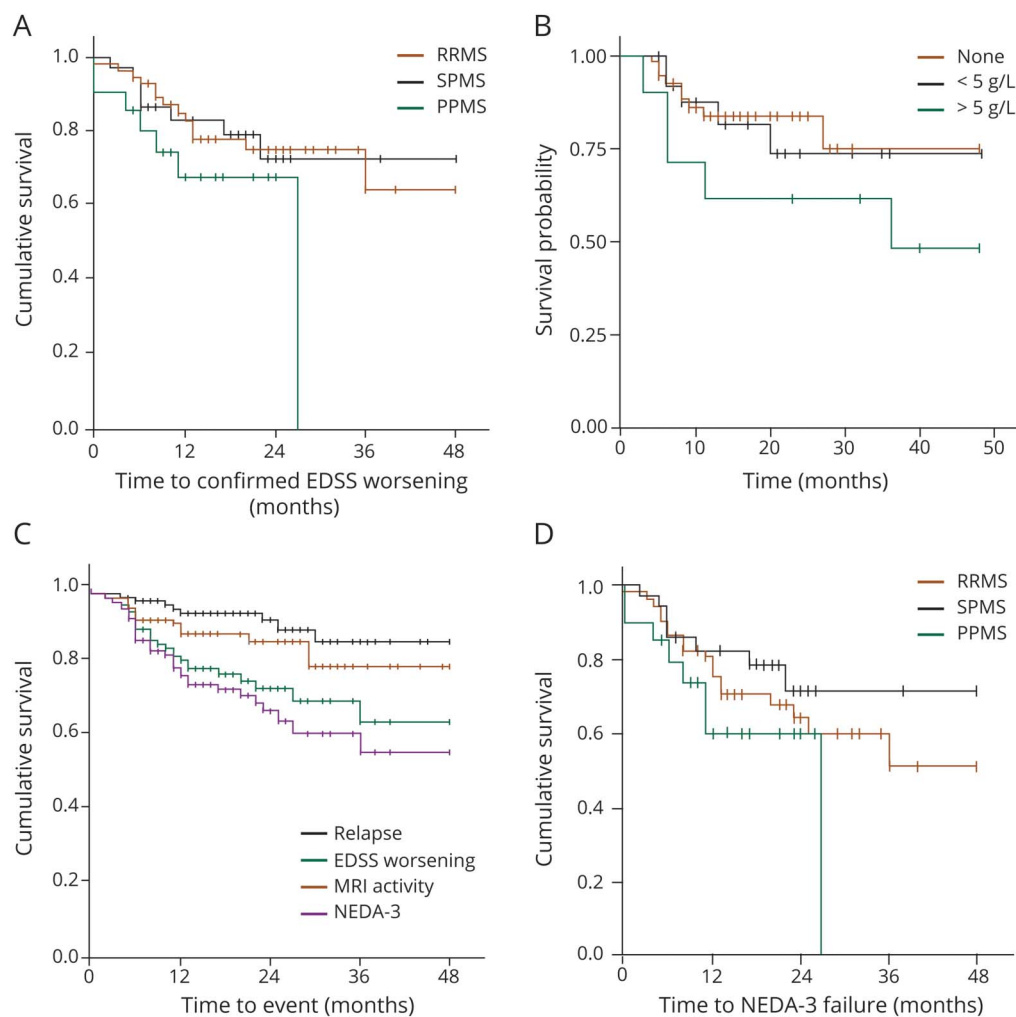 A
1.0
0.8
0.6
0.4
0.2
0.0
Cumulative survival
RRMS
SPMS
PPMS
0 12 24 36 48
Time to confirmed EDSS worsening
(months)
B
1.00
0.75
0.50
0.25
0.00
Survival probability
None
< 5 g/L
> 5 g/L
0 10 20 30 40 50
Time (months)
C
1.0
0.8
0.6
0.4
0.2
0.0
Cumulative survival
Relapse
EDSS worsening
MRI activity
NEDA-3
0 12 24 36 48
Time to event (months)
D
1.0
0.8
0.6
0.4
0.2
0.0
Cumulative survival
RRMS
SPMS
PPMS
0 12 24 36 48
Time to NEDA-3 failure (months)